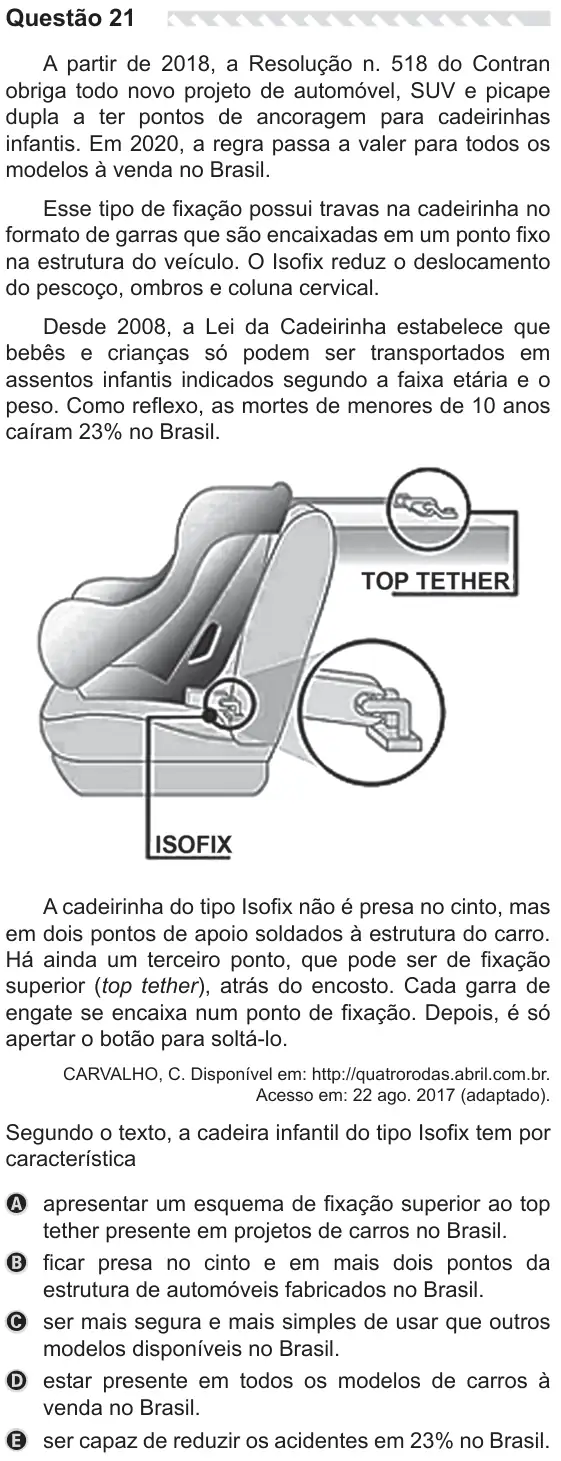 Questão 21
A partir de 2018, a Resolução n. 518 do Contran
obriga todo novo projeto de automóvel, SUV e picape
dupla a ter pontos de ancoragem para cadeirinhas
infantis. Em 2020, a regra passa a valer para todos os
modelos à venda no Brasil.
Esse tipo de fixação possui travas na cadeirinha no
formato de garras que são encaixadas em um ponto fixo
na estrutura do veículo. O Isofix reduz o deslocamento
do pescoço, ombros e coluna cervical.
Desde 2008, a Lei da Cadeirinha estabelece que
bebês e crianças só podem ser transportados em
assentos infantis indicados segundo a faixa etária e o
peso. Como reflexo, as mortes de menores de 10 anos
caíram 23% no Brasil.
TOP TETHER
ISOFIX
A cadeirinha do tipo Isofix não é presa no cinto, mas
em dois pontos de apoio soldados à estrutura do carro.
Há ainda um terceiro ponto, que pode ser de fixação
superior (top tether), atrás do encosto. Cada garra de
engate se encaixa num ponto de fixação. Depois, é só
apertar o botão para soltá-lo.
CARVALHO, C. Disponível em: http://quatrorodas.abril.com.br.
Acesso em: 22 ago. 2017 (adaptado).
Segundo o texto, a cadeira infantil do tipo Isofix tem por
característica
A apresentar um esquema de fixação superior ao top
tether presente em projetos de carros no Brasil.
B ficar presa no cinto e em mais dois pontos da
estrutura de automóveis fabricados no Brasil.
C ser mais segura e mais simples de usar que outros
modelos disponíveis no Brasil.
D estar presente em todos os modelos de carros à
venda no Brasil.
E ser capaz de reduzir os acidentes em 23% no Brasil.